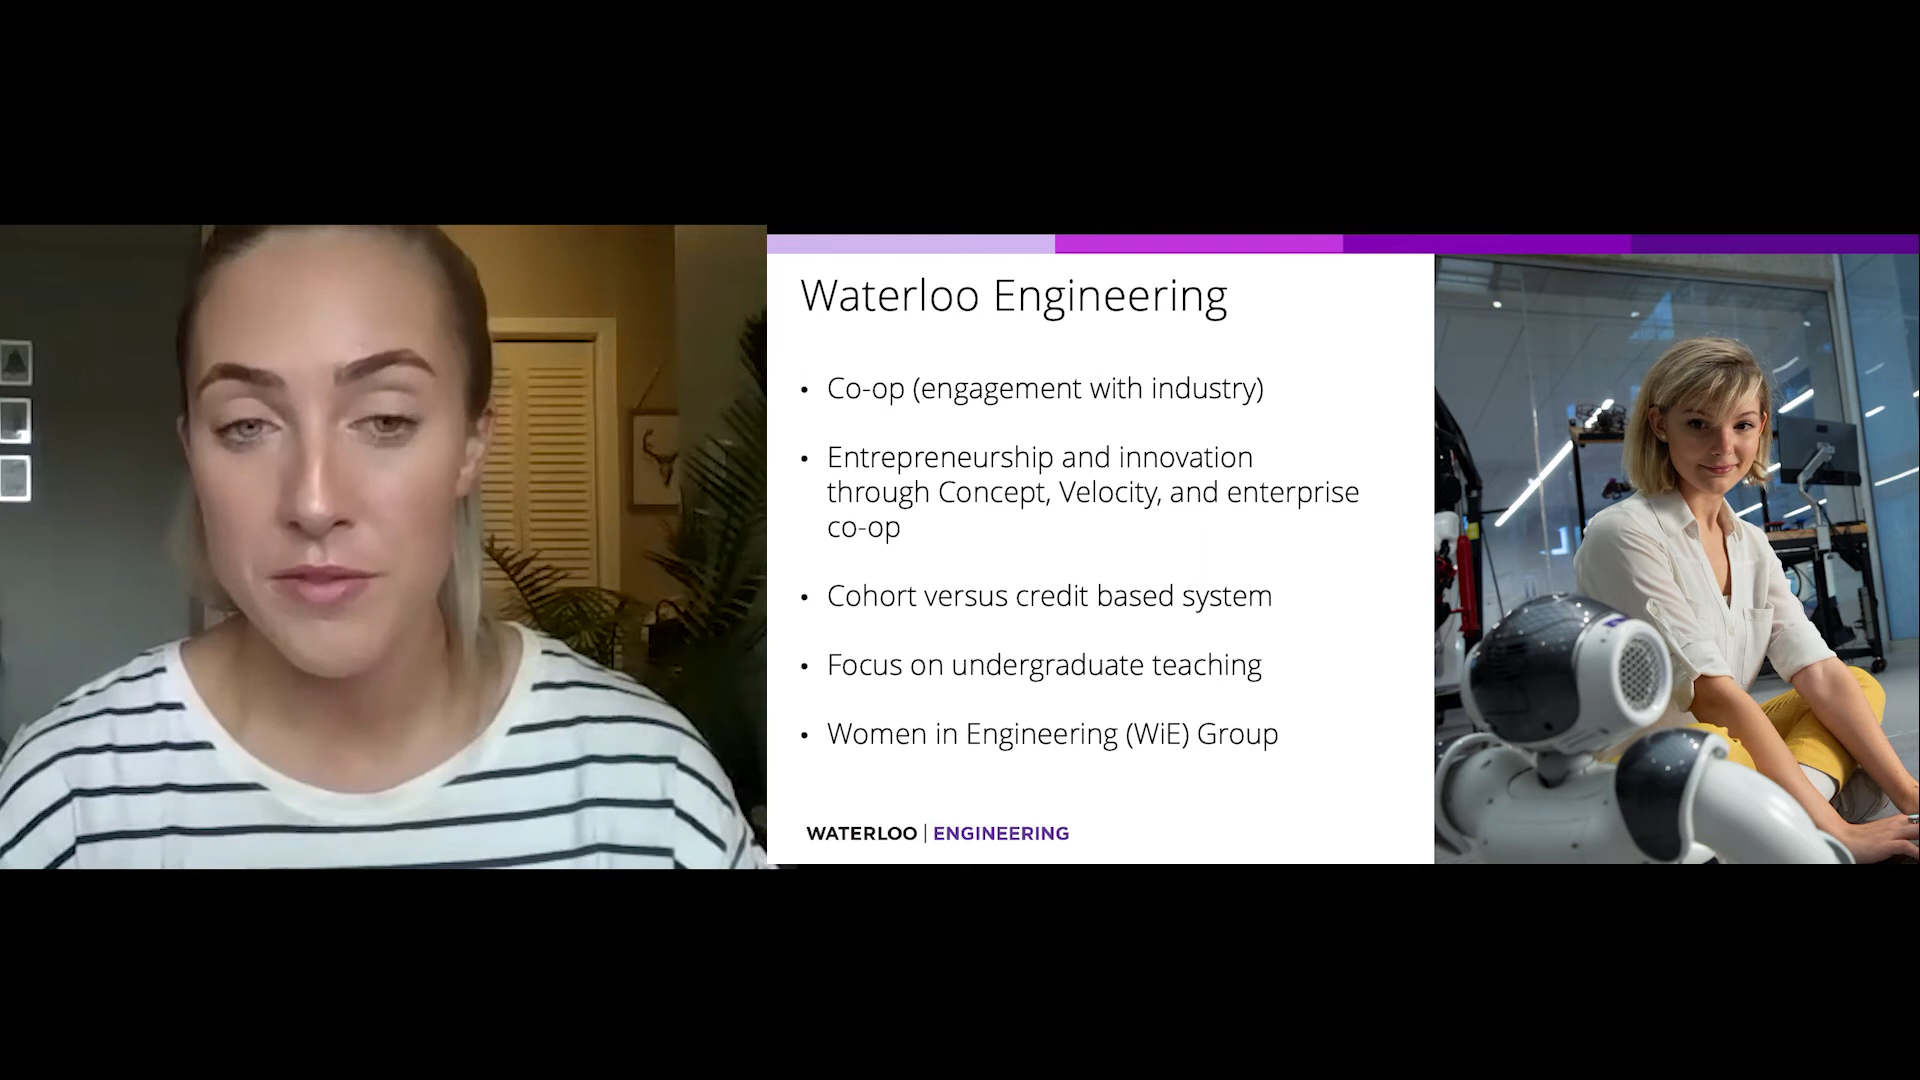 Waterloo Engineering
• Co-op (engagement with industry)
• Entrepreneurship and innovation
through Concept, Velocity, and enterprise
co-op
• Cohort versus credit based system
• Focus on undergraduate teaching
• Women in Engineering (WiE) Group
WATERLOO | ENGINEERING